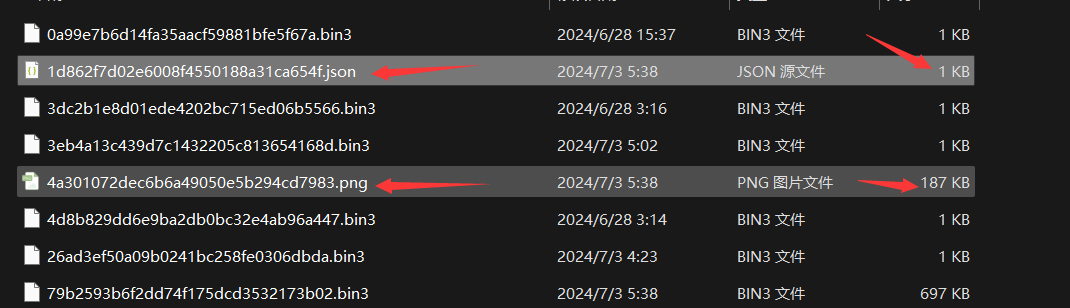 0a99e7b6d14fa35aacf59881bfe5f67a.bin3 2024/6/28 15:37 BIN3 文件 1 KB
1d862f7d02e6008f4550188a31ca654f.json 2024/7/3 5:38 JSON 源文件 1 KB
3dc2b1e8d01ede4202bc715ed06b5566.bin3 2024/6/28 3:16 BIN3 文件 1 KB
3eb4a13c439d7c1432205c813654168d.bin3 2024/7/3 5:02 BIN3 文件 1 KB
4a301072dec6b6a49050e5b294cd7983.png 2024/7/3 5:38 PNG 图片文件 187 KB
4d8b829dd6e9ba2db0bc32e4ab96a447.bin3 2024/6/28 3:14 BIN3 文件 1 KB
26ad3ef50a09b0241bc258fe0306dbda.bin3 2024/7/3 4:23 BIN3 文件 1 KB
79b2593b6f2dd74f175dcd3532173b02.bin3 2024/7/3 5:38 BIN3 文件 697 KB